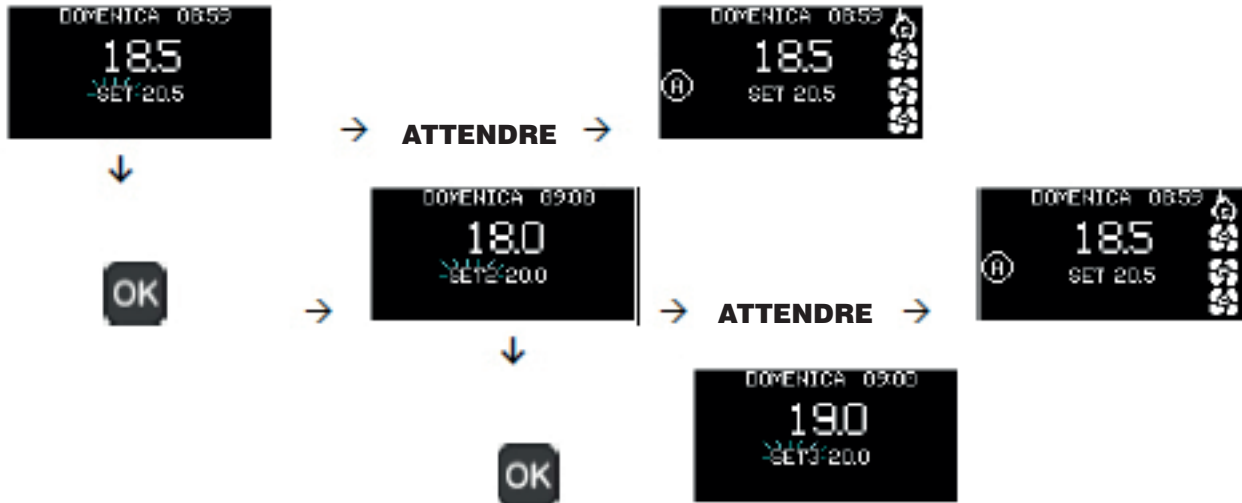 DOMENICA 08:59
18.5
SET 20.5
ATTENDRE
DOMENICA 08:59
18.5
A
SET 20.5
OK
DOMENICA 09:00
18.0
SET2 20.0
ATTENDRE
DOMENICA 08:59
18.5
A
SET 20.5
OK
DOMENICA 09:00
19.0
SET3 20.0